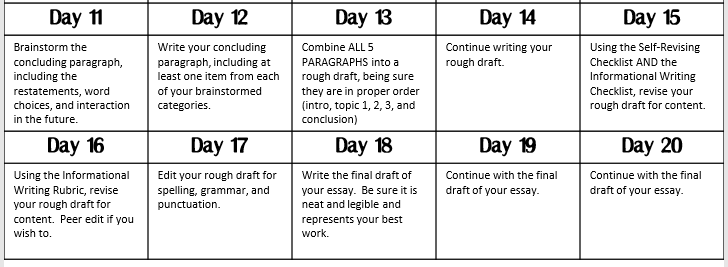 Day 11
Day 12
Day 13
Day 14
Day 15
Brainstorm the
concluding paragraph,
including the
restatements, word
choices, and interaction
in the future.
Write your concluding
paragraph, including at
least one item from each
of your brainstormed
categories.
Combine ALL 5
PARAGRAPHS into a
rough draft, being sure
they are in proper order
(intro, topic 1, 2, 3, and
conclusion)
Continue writing your
rough draft.
Using the Self-Revising
Checklist AND the
Informational Writing
Checklist, revise your
rough draft for content.
Day 16
Day 17
Day 18
Day 19
Day 20
Using the Informational
Writing Rubric, revise
your rough draft for
content.  Peer edit if you
wish to.
Edit your rough draft for
spelling, grammar, and
punctuation.
Write the final draft of
your essay.  Be sure it is
neat and legible and
represents your best
work.
Continue with the final
draft of your essay.
Continue with the final
draft of your essay.